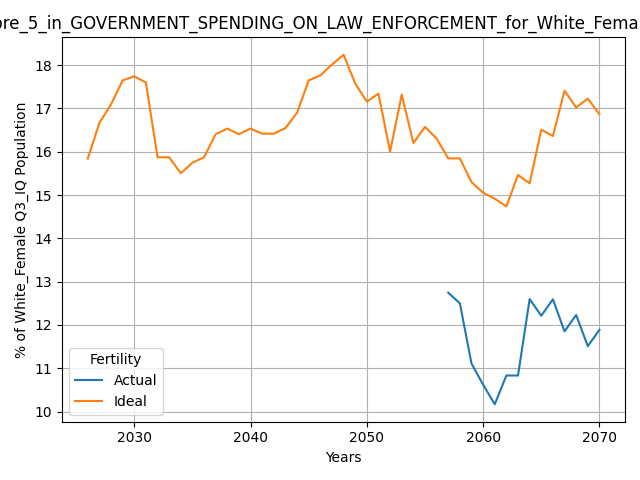 ore_5_in_GOVERNMENT_SPENDING_ON_LAW_ENFORCEMENT_for_White_Fema
% of White_Female Q3_IQ Population
18
17
16
15
14
13
12
11
10
Fertility
Actual
Ideal
2030 2040 2050 2060 2070
Years